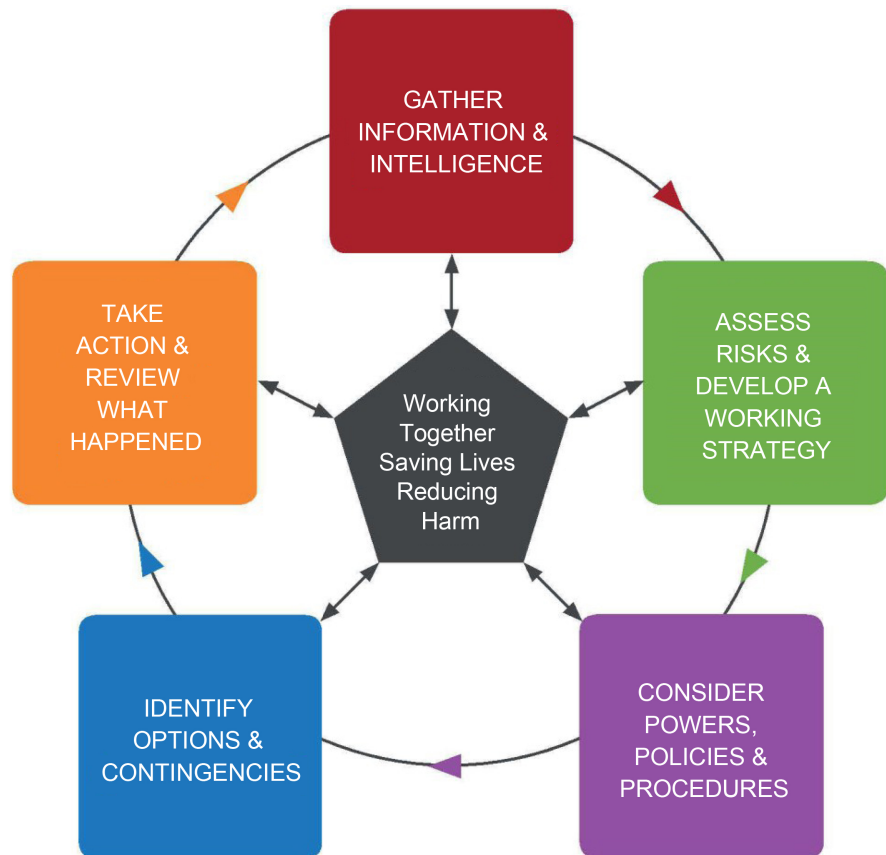 GATHER
INFORMATION &
INTELLIGENCE
ASSESS
RISKS &
DEVELOP A
WORKING
STRATEGY
CONSIDER
POWERS,
POLICIES &
PROCEDURES
IDENTIFY
OPTIONS &
CONTINGENCIES
TAKE
ACTION &
REVIEW
WHAT
HAPPENED
Working
Together
Saving Lives
Reducing
Harm